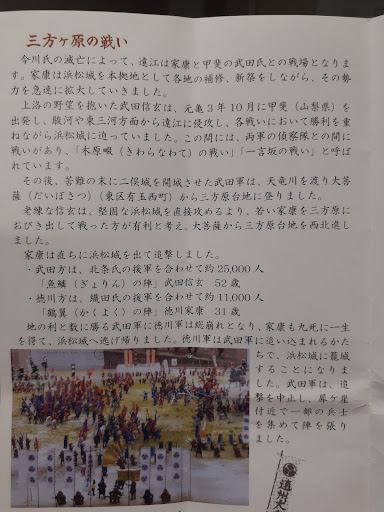 三方ヶ原の戦い
今川氏の滅亡によって、遠江は家康と甲斐の武田氏との戦場となりま
す。家康は浜松城を本拠地として各地の補修、新築をしながら、その勢
力を急速に拡大していきました。
上洛の野望を抱いた武田信玄は、元亀3年10月に甲斐（山梨県）を
出発し、駿河や東三河方面から遠江に侵攻し、各戦いにおいて勝利を重
ねながら浜松城に迫っていました。この間には、両軍の偵察隊との間に
戦いがあり、「木原畷（きわらなわて）の戦い」「一言坂の戦い」と呼ば
れています。
その後、苦難の末に二俣城を開城させた武田軍は、天竜川を渡り大菩
薩（だいぼさつ）（東区有玉西町）から三方原台地に登りました。
老練な信玄は、堅固な浜松城を直接攻めるより、若い家康を三方原に
おびき出して戦った方が有利と考え、大菩薩から三方原台地を西北進し
ました。
家康は直ちに浜松城を出て追撃しました。
・武田方は、北条氏の援軍を合わせて約25,000人
「魚鱗（ぎょりん）の陣」武田信玄　52歳
・徳川方は、織田氏の援軍を合わせて約11,000人
「鶴翼（かくよく）の陣」徳川家康　31歳
地の利と数に勝る武田軍に徳川軍は総崩れとなり、家康も九死に一生
を得て、浜松城へ逃げ帰りました。徳川軍は武田軍に追い込まれるかた
ちで、浜松城に籠城
することになりま
した。武田軍は、追
撃を中止し、犀ケ崖
付近で一部の兵士
を集めて陣を張り
ました。
遠州大